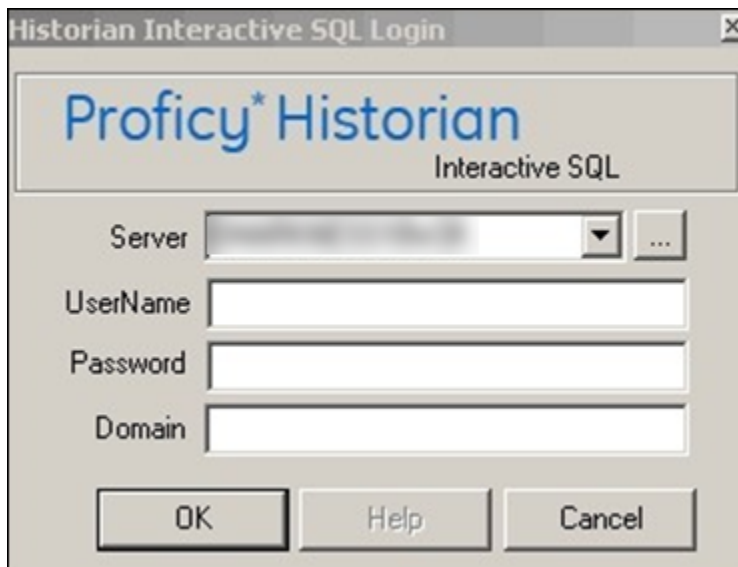 Historian Interactive SQL Login
Proficy* Historian
Interactive SQL
Server
...
UserName
Password
Domain
OK Help Cancel